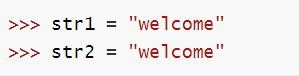 >>> str1 = "welcome"
>>> str2 = "welcome"